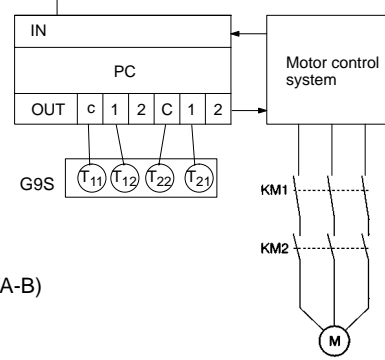 IN
PC
Motor control
system
OUT c 1 2 C 1 2
G9S T11 T12 T22 T21
KM1
KM2
A-B)
M